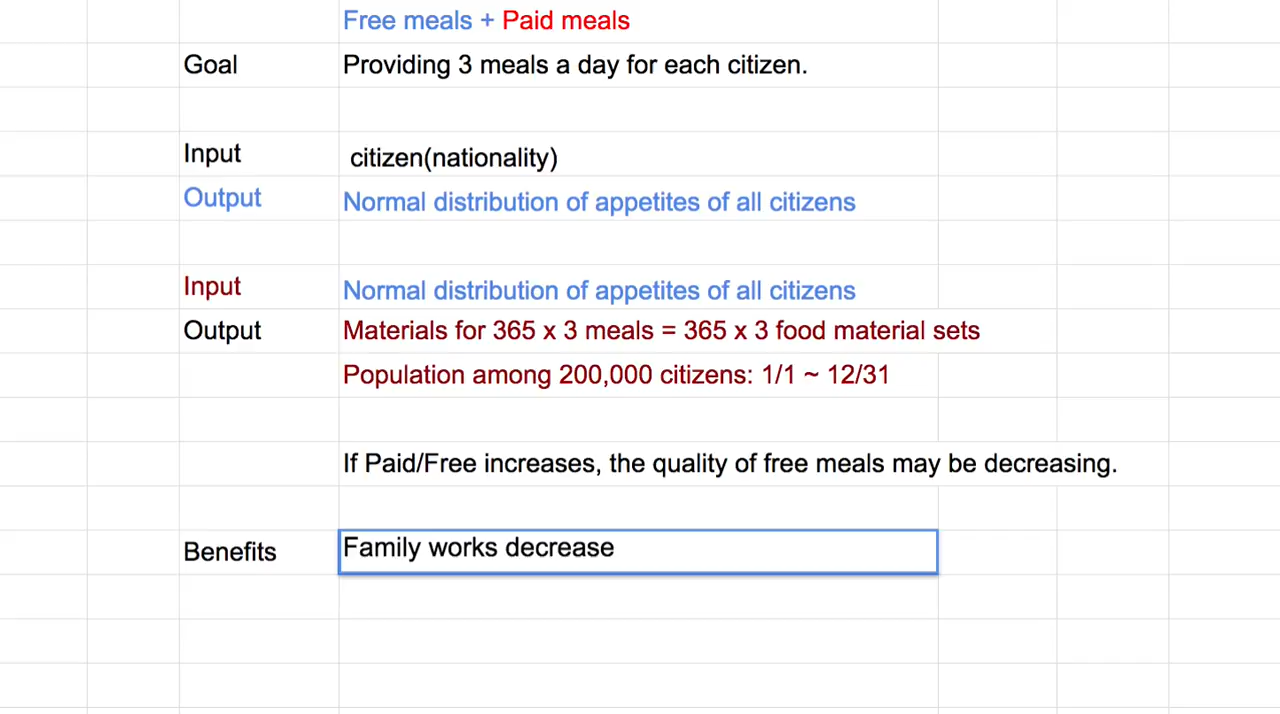 Free meals + Paid meals
Goal Providing 3 meals a day for each citizen.
Input citizen(nationality)
Output Normal distribution of appetites of all citizens
Input Normal distribution of appetites of all citizens
Output Materials for 365 x 3 meals = 365 x 3 food material sets
Population among 200,000 citizens: 1/1 ~ 12/31
If Paid/Free increases, the quality of free meals may be decreasing.
Benefits Family works decrease